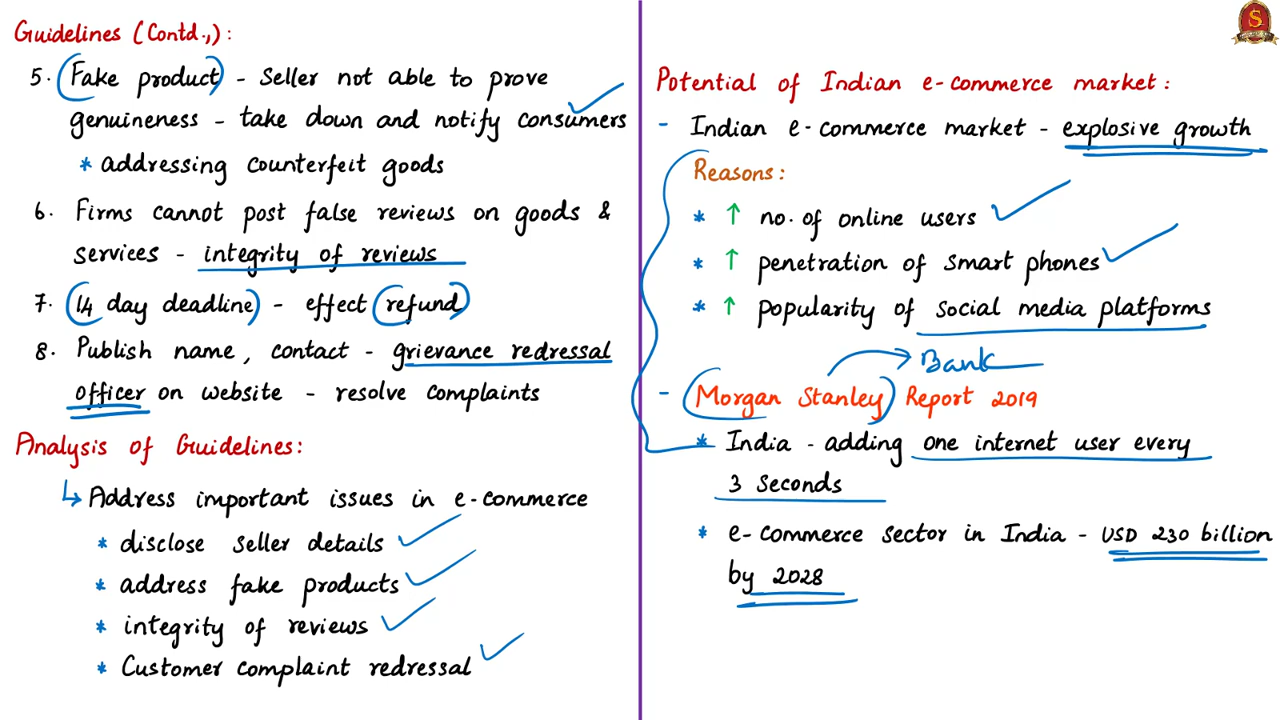 Guidelines (Contd.,):
5. Fake product - Seller not able to prove
genuineness - take down and notify consumers
* addressing counterfeit goods
6. Firms cannot post false reviews on goods &
services - integrity of reviews
7. 14 day deadline - effect refund
8. Publish name, contact - grievance redressal
officer on website - resolve complaints
Analysis of Guidelines:
↳ Address important issues in e-commerce
* disclose seller details
* address fake products
* integrity of reviews
* Customer complaint redressal
Potential of Indian e-commerce market:
- Indian e-commerce market - explosive growth
Reasons:
* ↑ no. of online users
* ↑ penetration of smart phones
* ↑ popularity of social media platforms
→ Bank
- Morgan Stanley Report 2019
* India - adding one internet user every
3 seconds
* e-commerce sector in India - USD 230 billion
by 2028